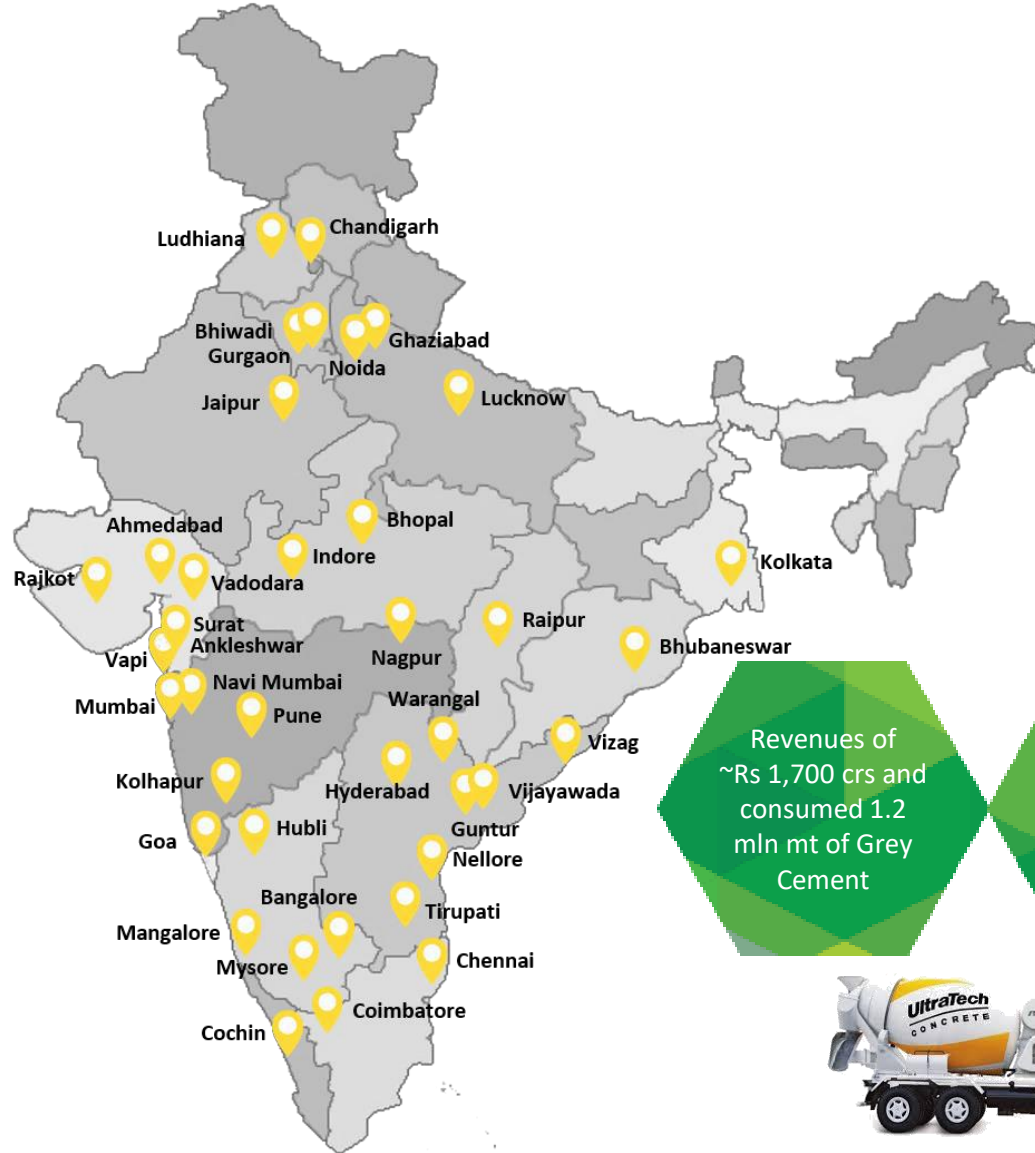 Chandigarh
Ludhiana
Bhiwadi
Gurgaon
Noida
Ghaziabad
Jaipur
Lucknow
Ahmedabad
Bhopal
Indore
Rajkot
Vadodara
Kolkata
Surat
Ankleshwar
Vapi
Nagpur
Raipur
Bhubaneswar
Navi Mumbai
Mumbai
Pune
Warangal
Vizag
Kolhapur
Hyderabad
Vijayawada
Goa
Hubli
Guntur
Nellore
Bangalore
Tirupati
Mangalore
Mysore
Chennai
Coimbatore
Cochin
Revenues of
~Rs 1,700 crs and
consumed 1.2
mln mt of Grey
Cement
UltraTech
CONCRETE